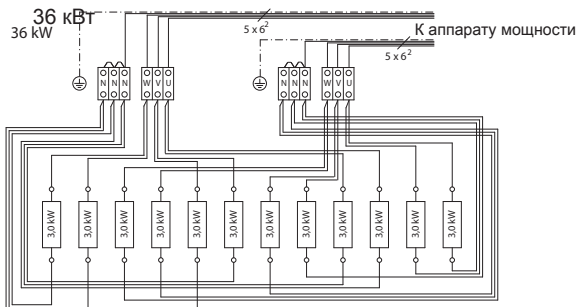 36 кВт
36 kW
5 x 6²
К аппарату мощности
5 x 6²
N N N W V U
N N N W V U
3,0 kW 3,0 kW 3,0 kW 3,0 kW 3,0 kW 3,0 kW 3,0 kW 3,0 kW 3,0 kW 3,0 kW 3,0 kW 3,0 kW